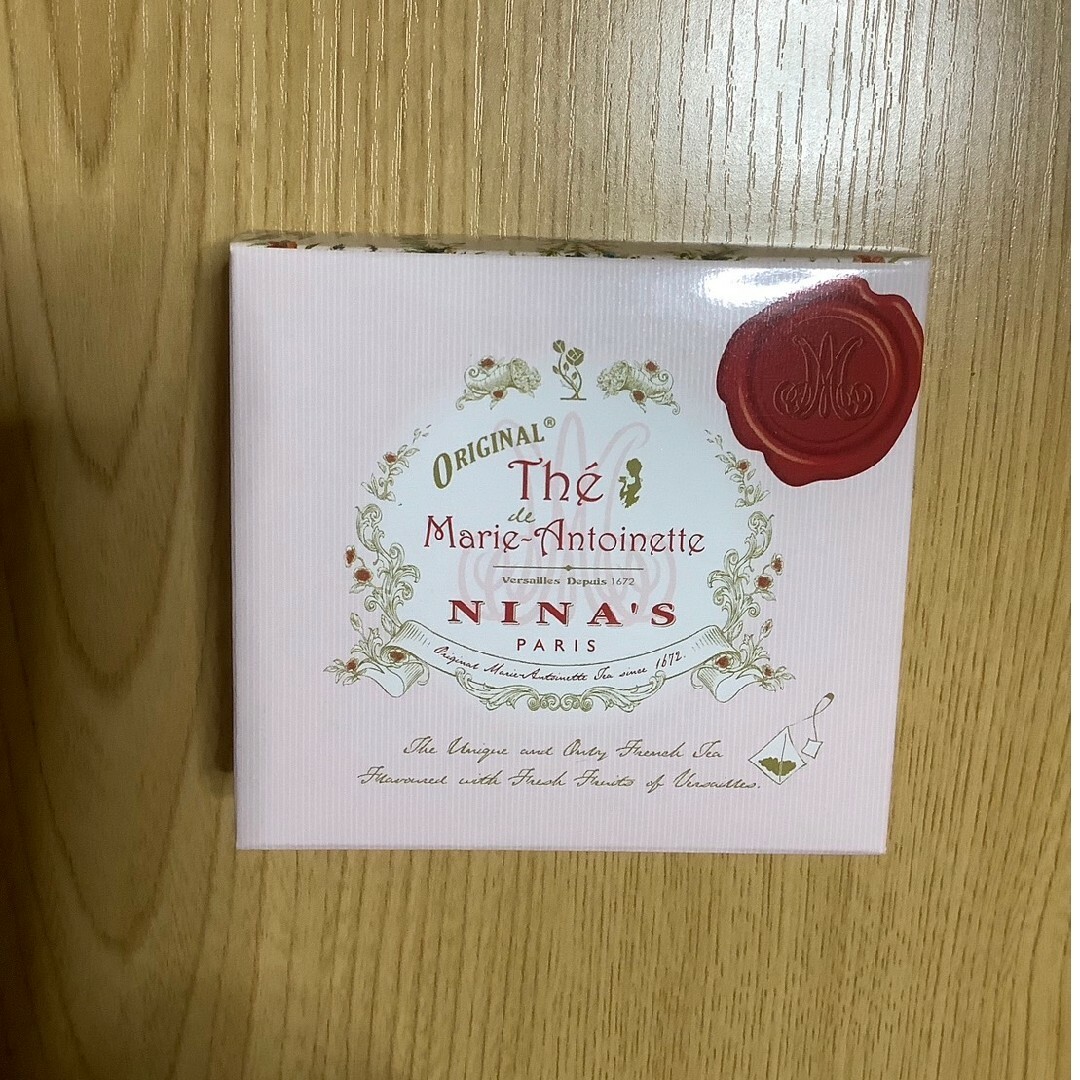 ORIGINAL®
Thé
de
Marie-Antoinette
Versailles Depuis 1672
NINA'S
PARIS
Original Marie-Antoinette Tea since 1672.
The Unique and Only French Tea
Flavoured with Fresh Fruits of Versailles.